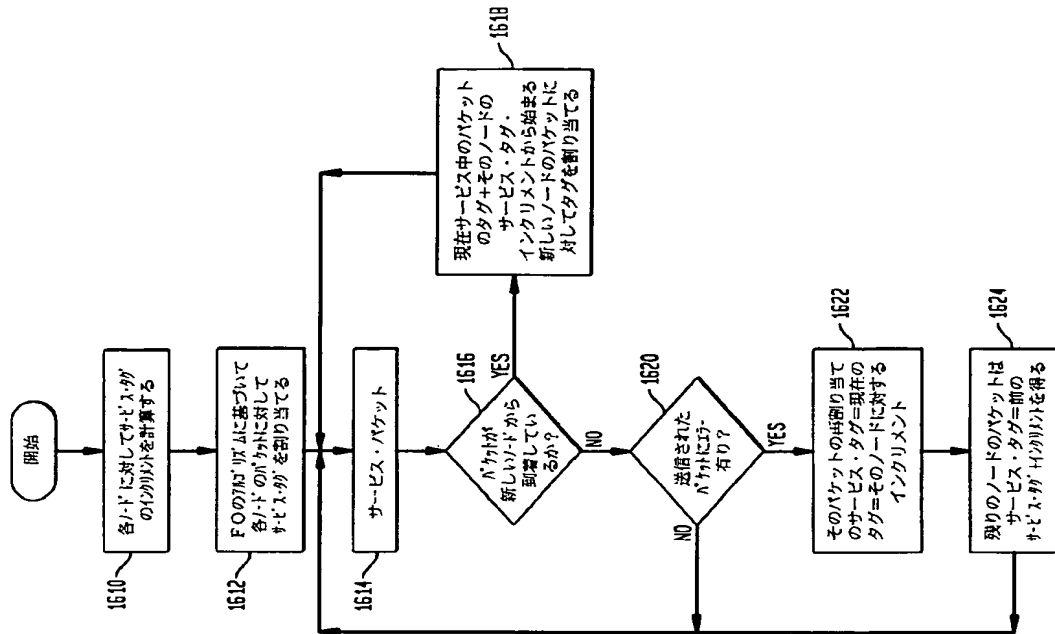 開始
各ノードに対してサービス・タグ
のインクリメントを計算する
1610
FOのアルゴリズムに基づいて
各ノードのパケットに対して
サービス・タグを割り当てる
1612
サービス・パケット
1614
パケットが
新しいノードから
到着してい
るか?
1616
YES
NO
現在サービス中のパケット
のタグ+そのノードの
サービス・タグ・
インクリメントから始まる
新しいノードのパケットに
対してタグを割り当てる
1618
送信された
パケットにエラー
有り?
1620
NO
YES
そのパケットの再割り当て
のサービス・タグ=現在の
タグ=そのノードに対する
インクリメント
1622
残りのノードのパケットは
サービス・タグ=前の
サービス・タグ+インクリメントを得る
1624